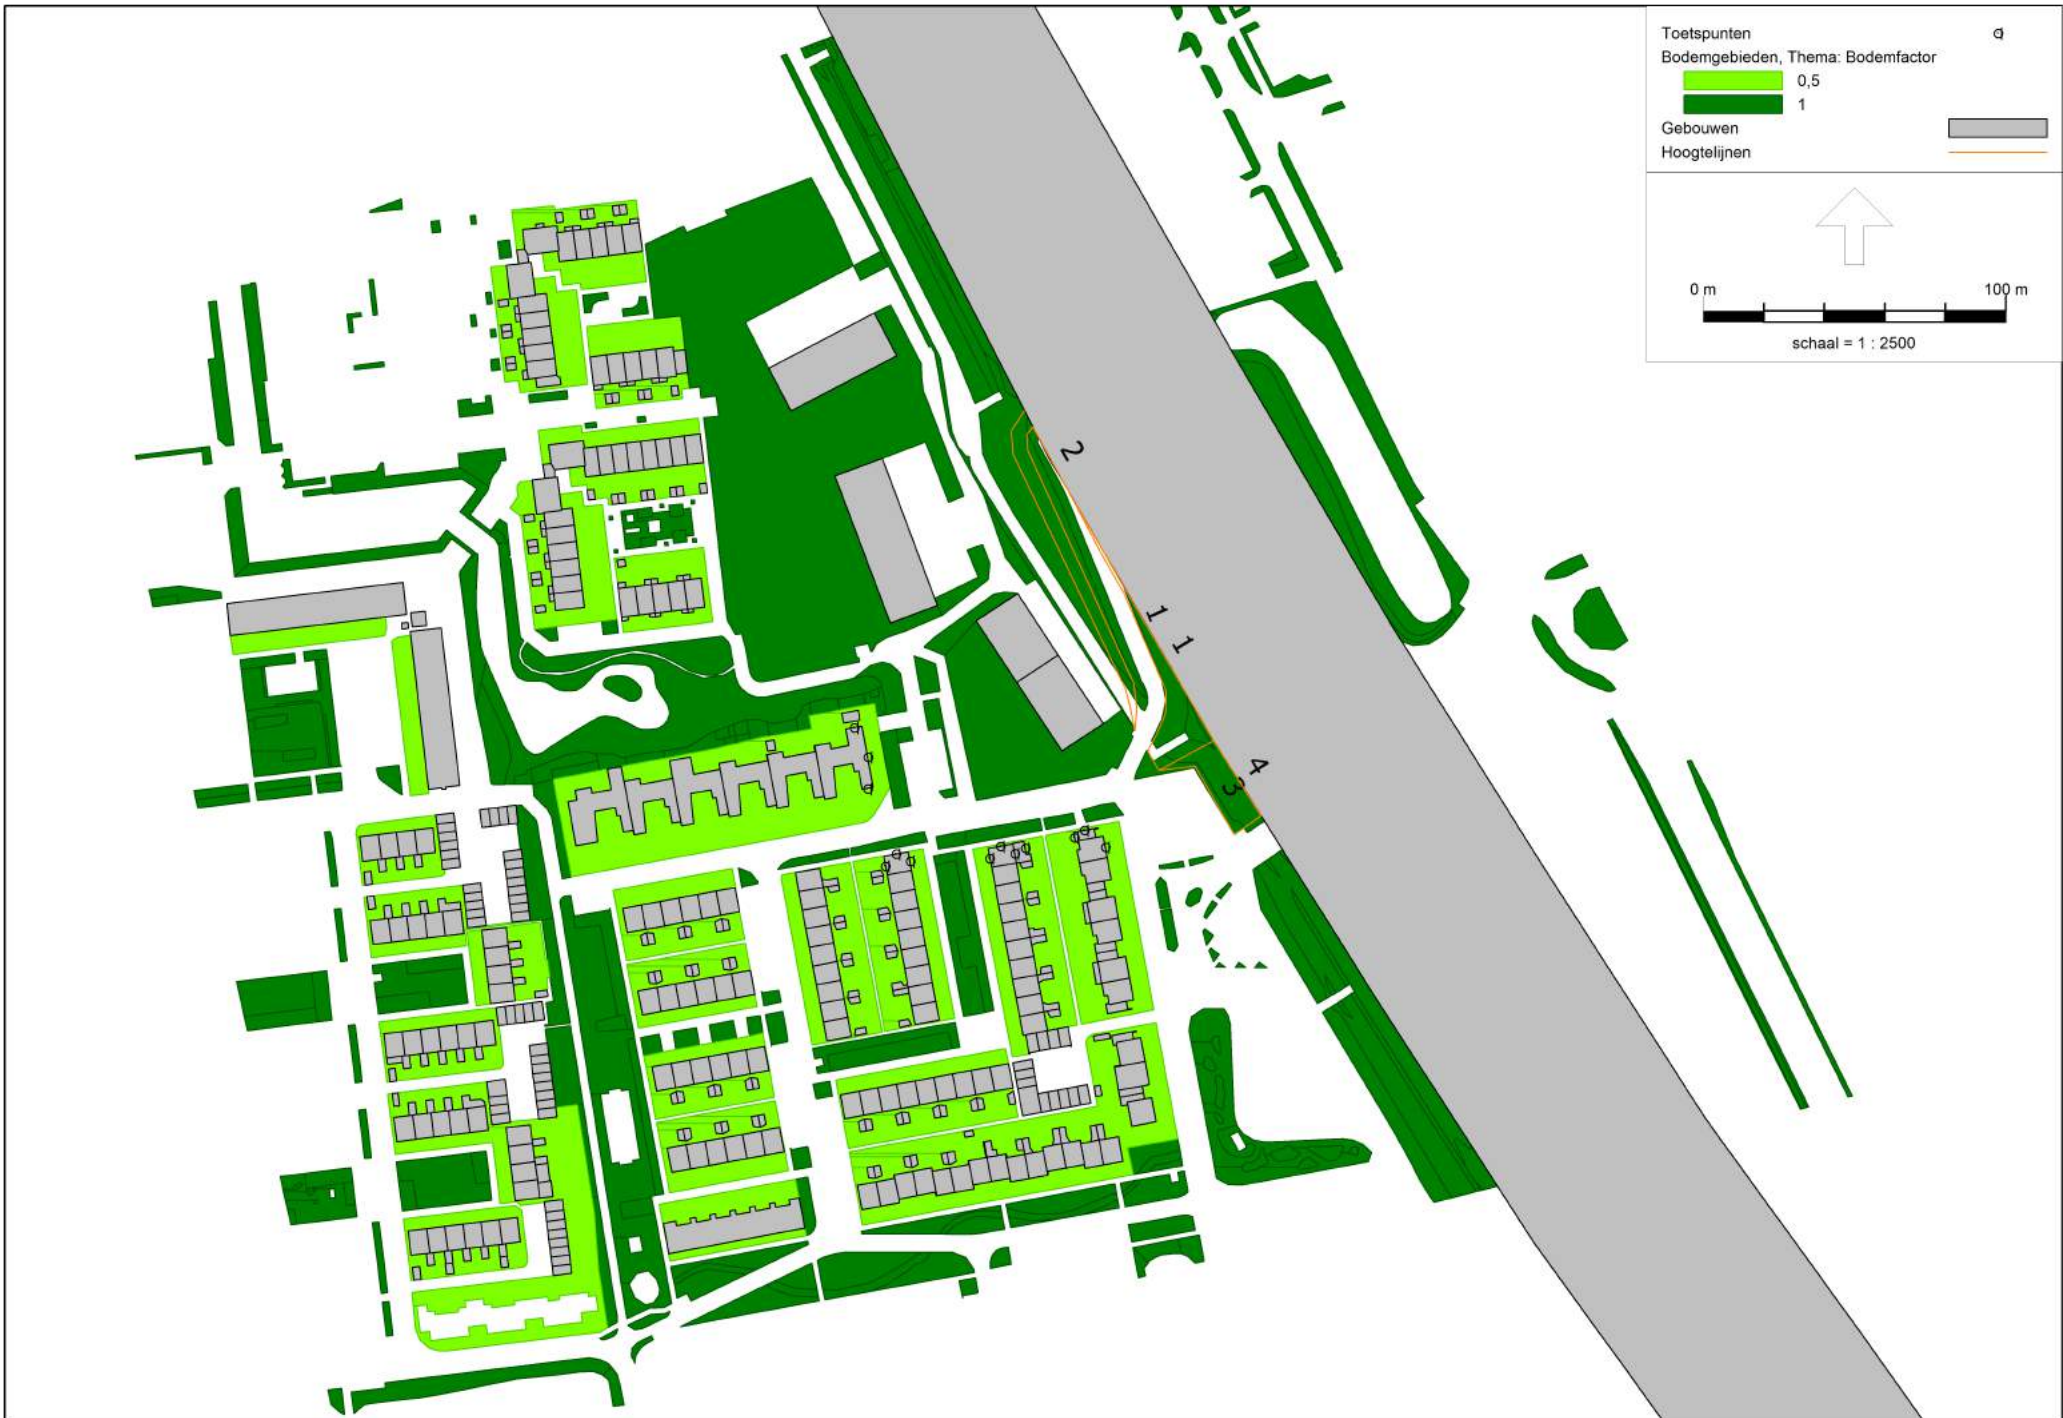 Toetspunten
Bodemgebieden, Thema: Bodemfactor
0,5
1
Gebouwen
Hoogtelijnen
0 m 100 m
schaal = 1 : 2500
2
1
1
4
3